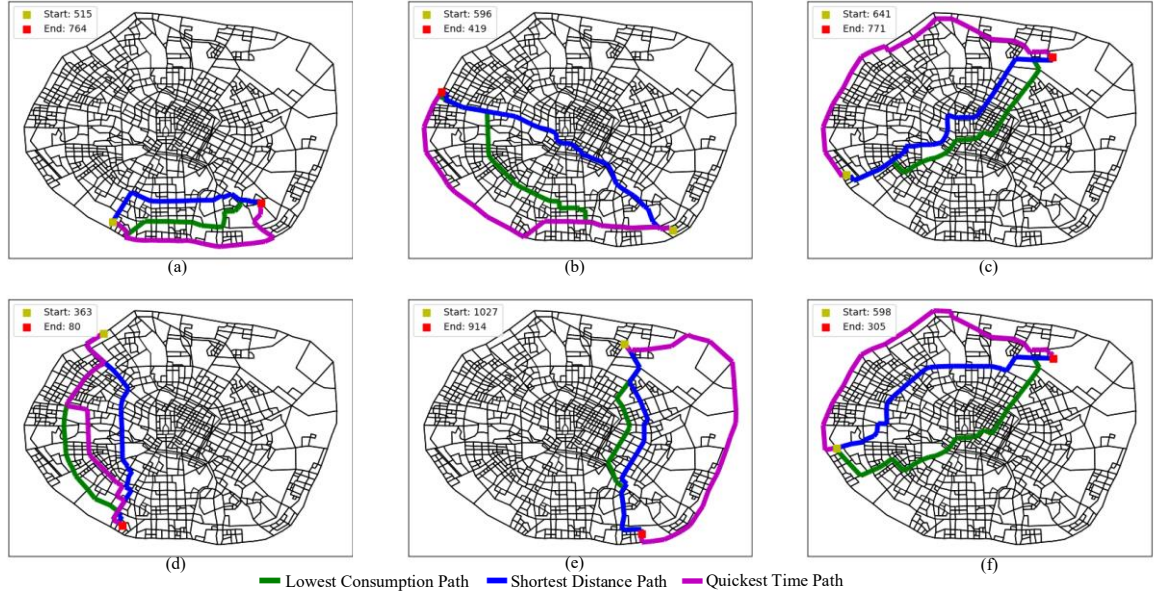 Start: 515
End: 764
Start: 596
End: 419
Start: 641
End: 771
(a)
(b)
(c)
Start: 363
End: 80
Start: 1027
End: 914
Start: 598
End: 305
(d)
(e)
(f)
Lowest Consumption Path
Shortest Distance Path
Quickest Time Path